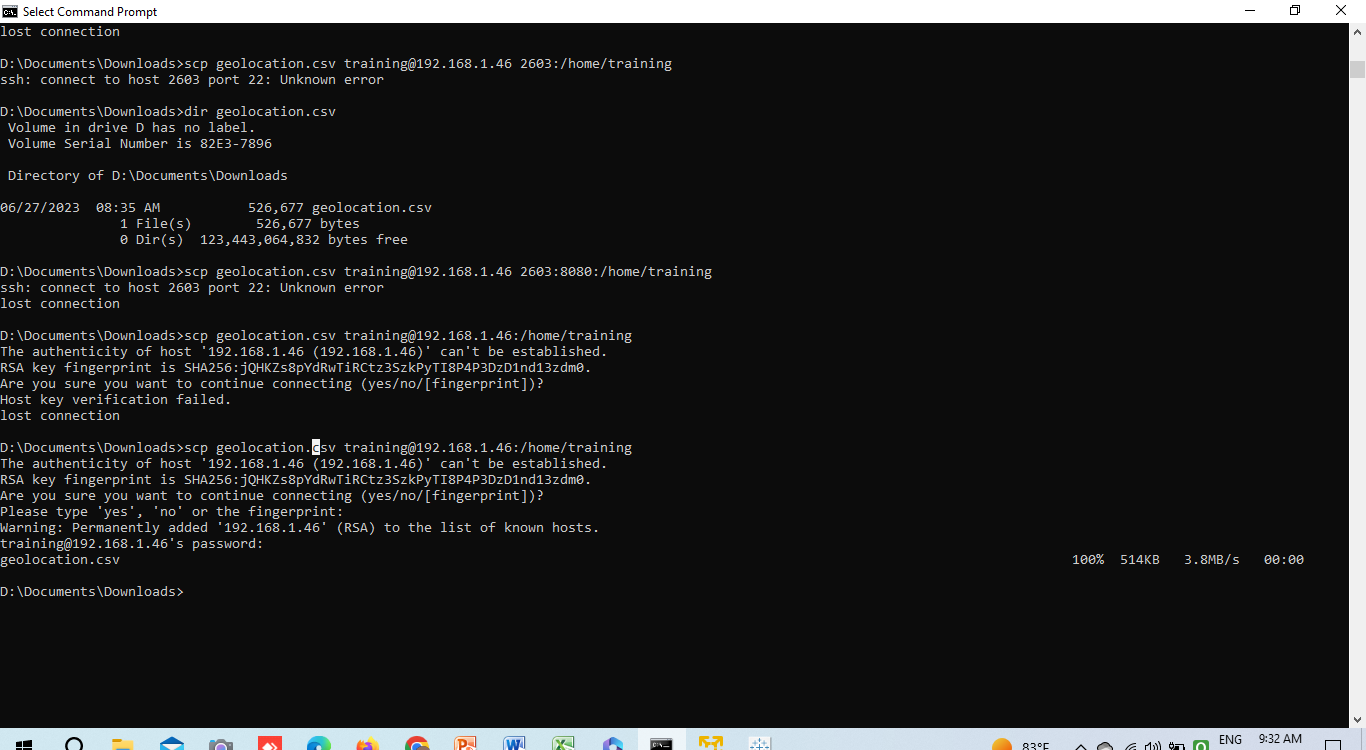 Select Command Prompt
lost connection
D:\Documents\Downloads>scp geolocation.csv training@192.168.1.46 2603:/home/training
ssh: connect to host 2603 port 22: Unknown error
D:\Documents\Downloads>dir geolocation.csv
Volume in drive D has no label.
Volume Serial Number is 82E3-7896
Directory of D:\Documents\Downloads
06/27/2023 08:35 AM 526,677 geolocation.csv
1 File(s) 526,677 bytes
0 Dir(s) 123,443,064,832 bytes free
D:\Documents\Downloads>scp geolocation.csv training@192.168.1.46 2603:8080:/home/training
ssh: connect to host 2603 port 22: Unknown error
lost connection
D:\Documents\Downloads>scp geolocation.csv training@192.168.1.46:/home/training
The authenticity of host '192.168.1.46 (192.168.1.46)' can't be established.
RSA key fingerprint is SHA256:jQHKZs8pYdRwTiRCtz3SzkPyTI8P4P3DzD1nd13zdm0.
Are you sure you want to continue connecting (yes/no/[fingerprint])?
Host key verification failed.
lost connection
D:\Documents\Downloads>scp geolocation.csv training@192.168.1.46:/home/training
The authenticity of host '192.168.1.46 (192.168.1.46)' can't be established.
RSA key fingerprint is SHA256:jQHKZs8pYdRwTiRCtz3SzkPyTI8P4P3DzD1nd13zdm0.
Are you sure you want to continue connecting (yes/no/[fingerprint])?
Please type 'yes', 'no' or the fingerprint:
Warning: Permanently added '192.168.1.46' (RSA) to the list of known hosts.
training@192.168.1.46's password:
geolocation.csv 100% 514KB 3.8MB/s 00:00
D:\Documents\Downloads>
83°F ENG 9:32 AM